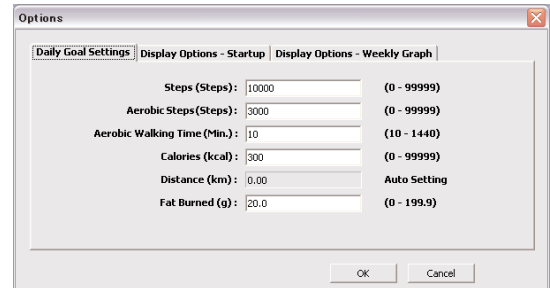 Options
Daily Goal Settings Display Options - Startup Display Options - Weekly Graph
Steps (Steps): 10000 (0 - 99999)
Aerobic Steps(Steps): 3000 (0 - 99999)
Aerobic Walking Time (Min.): 10 (10 - 1440)
Calories (kcal): 300 (0 - 99999)
Distance (km): 0.00 Auto Setting
Fat Burned (g): 20.0 (0 - 199.9)
OK Cancel